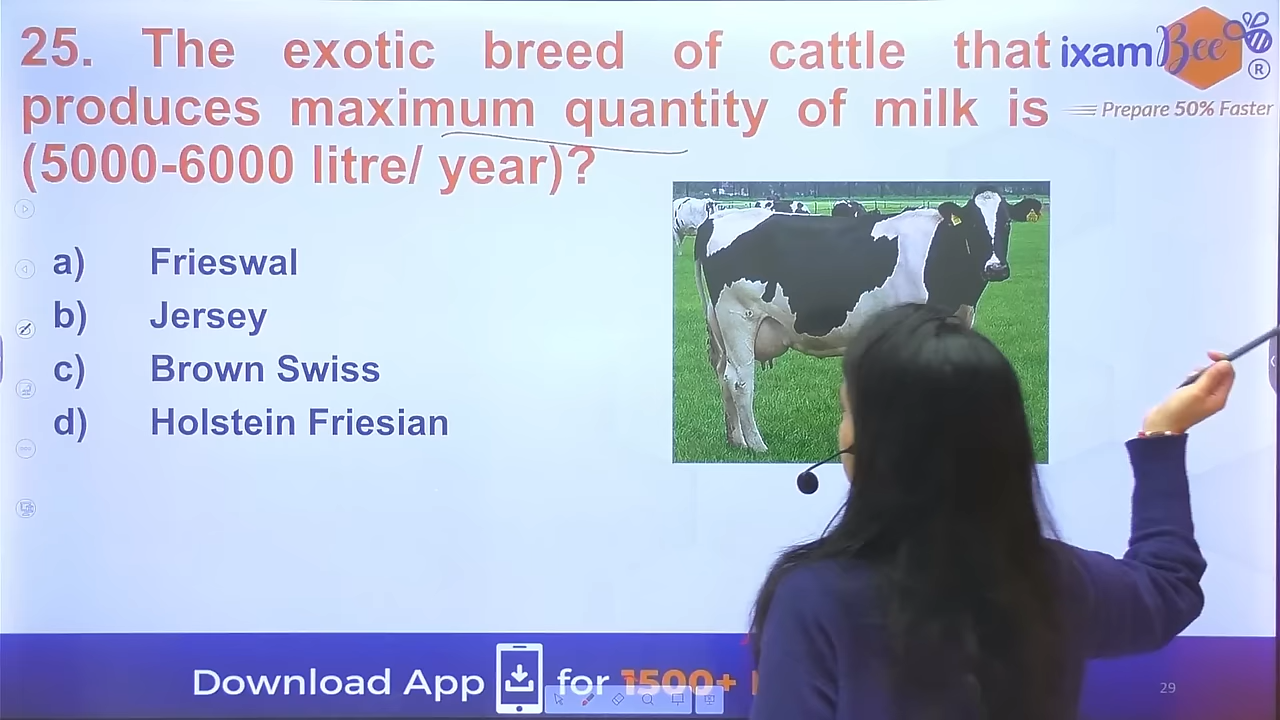 25. The exotic breed of cattle that
produces maximum quantity of milk is
(5000-6000 litre/ year)?
ixamBee
R
Prepare 50% Faster
a) Frieswal
b) Jersey
c) Brown Swiss
d) Holstein Friesian
Download App for 1500+
29